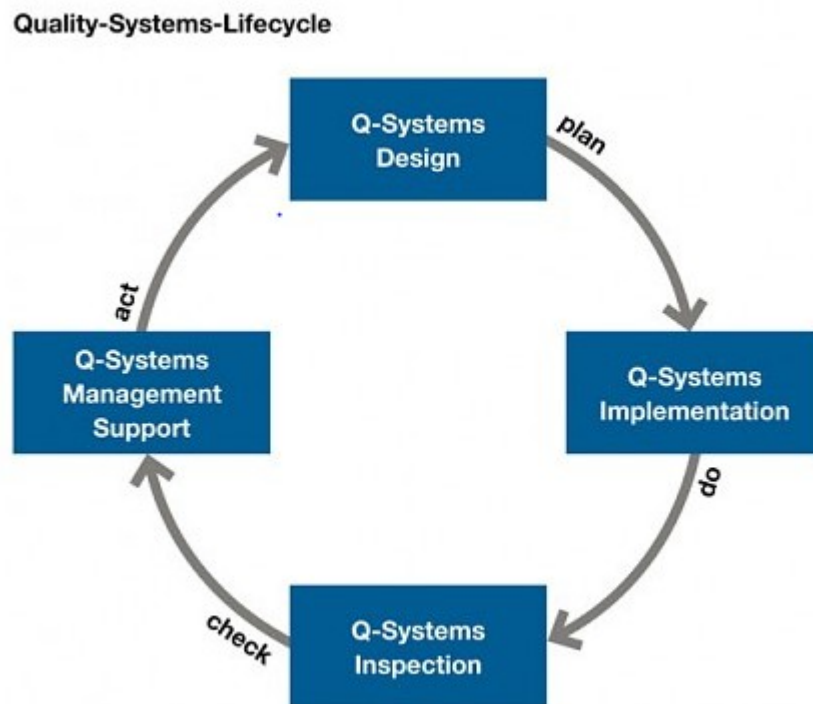 Quality-Systems-Lifecycle
Q-Systems
Design
plan
Q-Systems
Implementation
do
Q-Systems
Inspection
check
Q-Systems
Management
Support
act